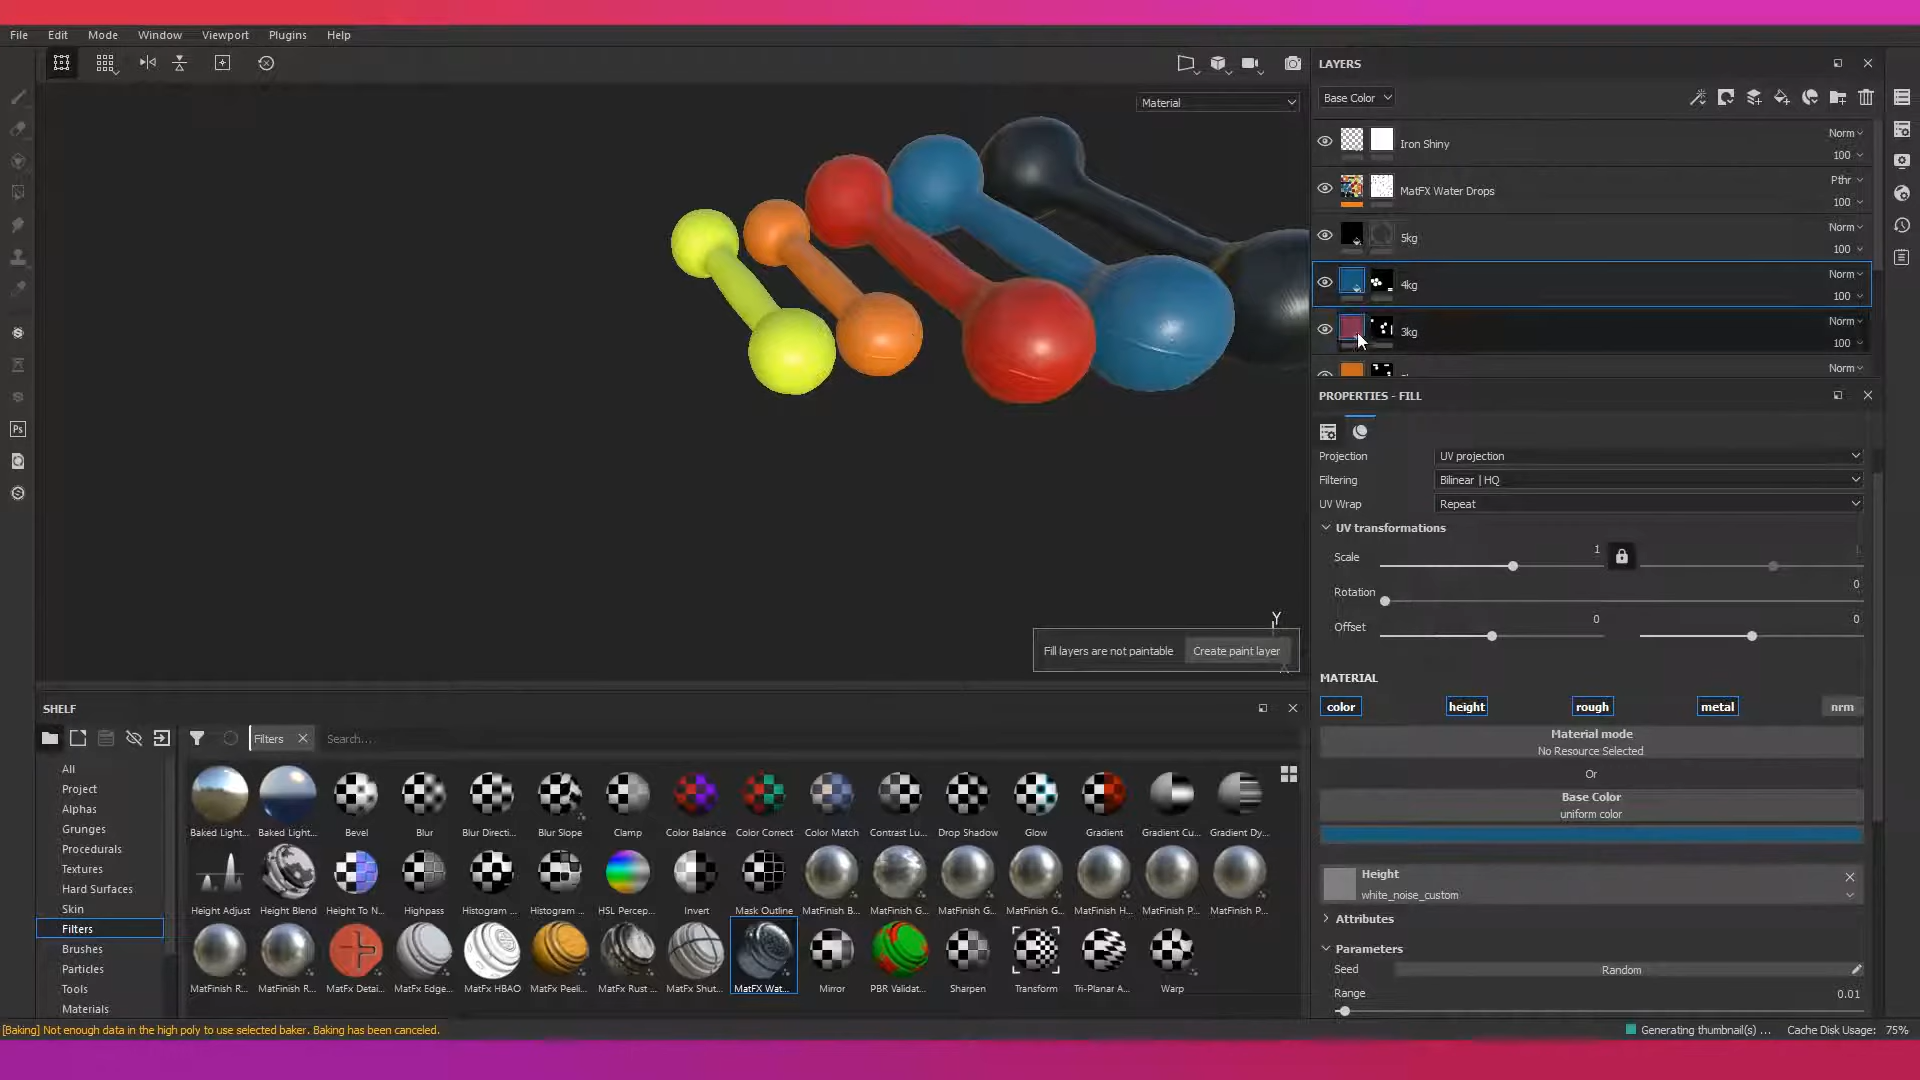 File Edit Mode Window Viewport Plugins Help
Material
LAYERS
Base Color
Iron Shiny
Norm
100
MatFX Water Drops
Pthr
100
5kg
Norm
100
4kg
Norm
100
3kg
Norm
100
Norm
PROPERTIES - FILL
Projection UV projection
Filtering Bilinear | HQ
UV Wrap Repeat
UV transformations
Scale 1
Rotation 0
Offset 0 0
MATERIAL
color height rough metal nrm
Material mode
No Resource Selected
Or
Base Color
uniform color
Height
white_noise_custom
Attributes
Parameters
Seed Random
Range 0.01
Y
Fill layers are not paintable Create paint layer
SHELF
Filters Search...
Ps
All
Project
Alphas
Grunges
Procedurals
Textures
Hard Surfaces
Skin
Filters
Brushes
Particles
Tools
Materials
Baked Light... Baked Light... Bevel Blur Blur Directi... Blur Slope Clamp Color Balance Color Correct Color Match Contrast Lu... Drop Shadow Glow Gradient Gradient Cu... Gradient Dy...
Height Adjust Height Blend Height To N... Highpass Histogram ... Histogram ... HSL Percep... Invert Mask Outline MatFinish B... MatFinish G... MatFinish G... MatFinish G... MatFinish H... MatFinish P... MatFinish P...
MatFinish R... MatFinish R... MatFx Detai... MatFx Edge... MatFx HBAO MatFx Peeli... MatFx Rust ... MatFx Shut... MatFX Wat... Mirror PBR Validat... Sharpen Transform Tri-Planar A... Warp
[Baking] Not enough data in the high poly to use selected baker. Baking has been canceled.
Generating thumbnail(s) ... Cache Disk Usage: 75%